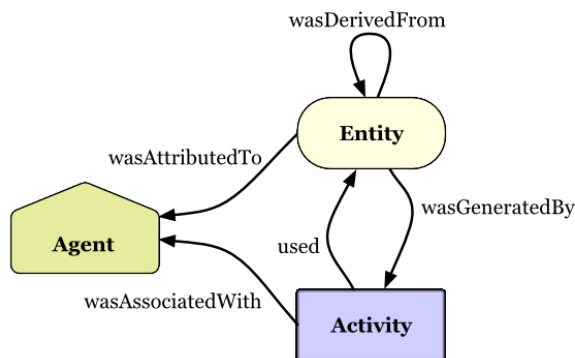 wasDerivedFrom
Entity
wasAttributedTo
wasGeneratedBy
Agent
used
wasAssociatedWith
Activity